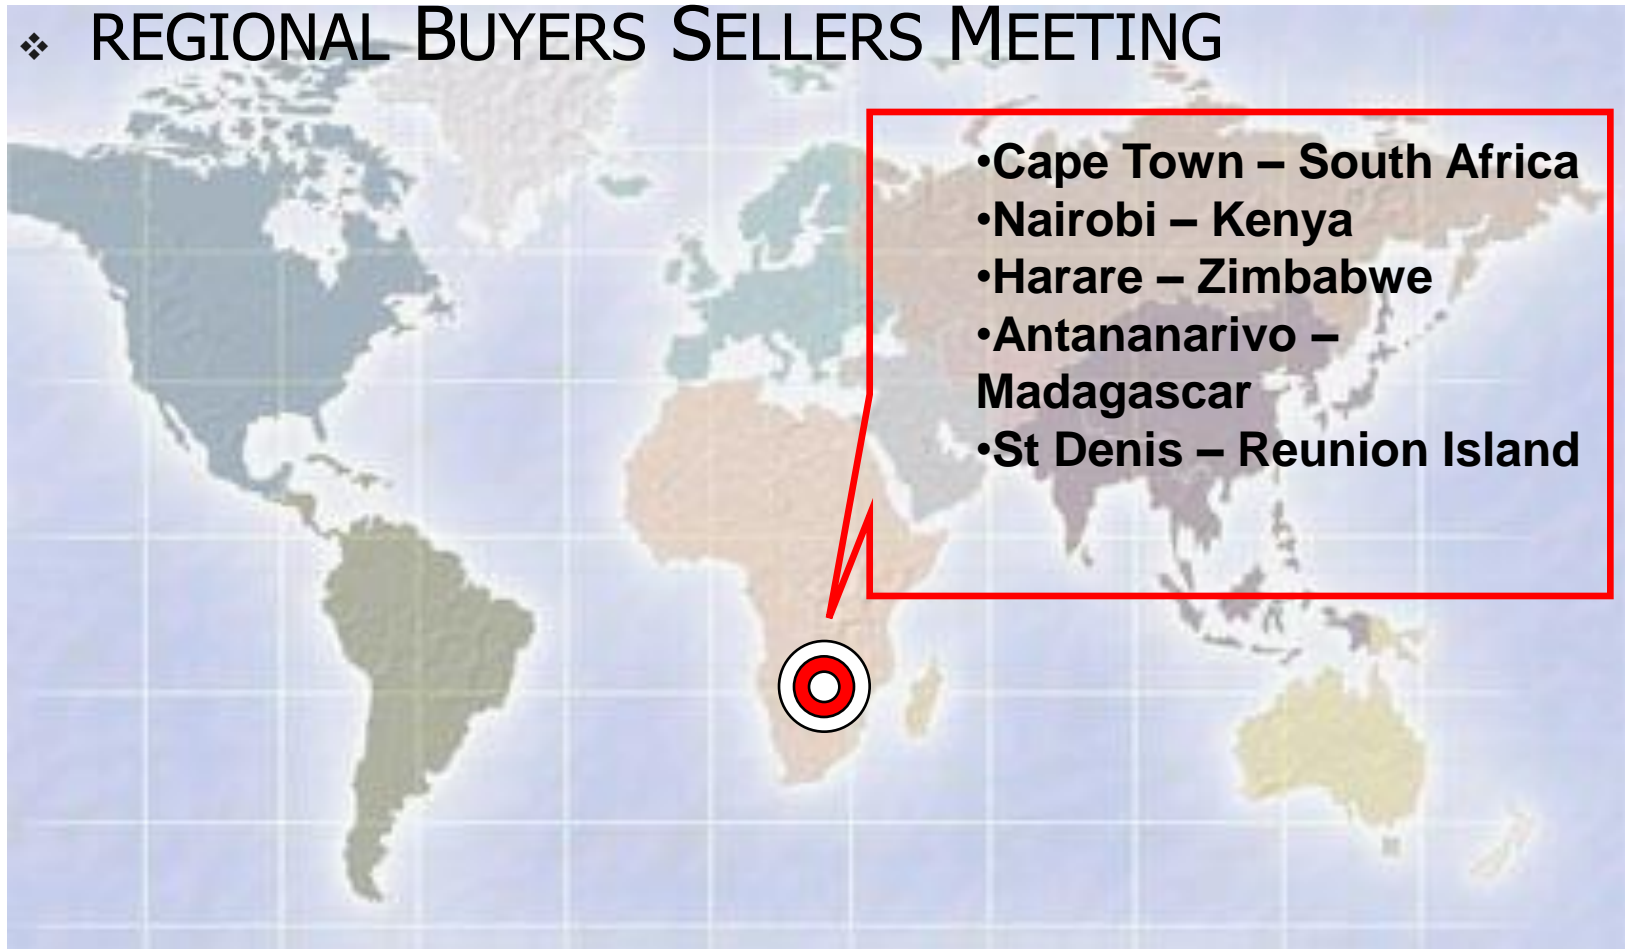 ❖ REGIONAL BUYERS SELLERS MEETING
•Cape Town – South Africa
•Nairobi – Kenya
•Harare – Zimbabwe
•Antananarivo –
Madagascar
•St Denis – Reunion Island